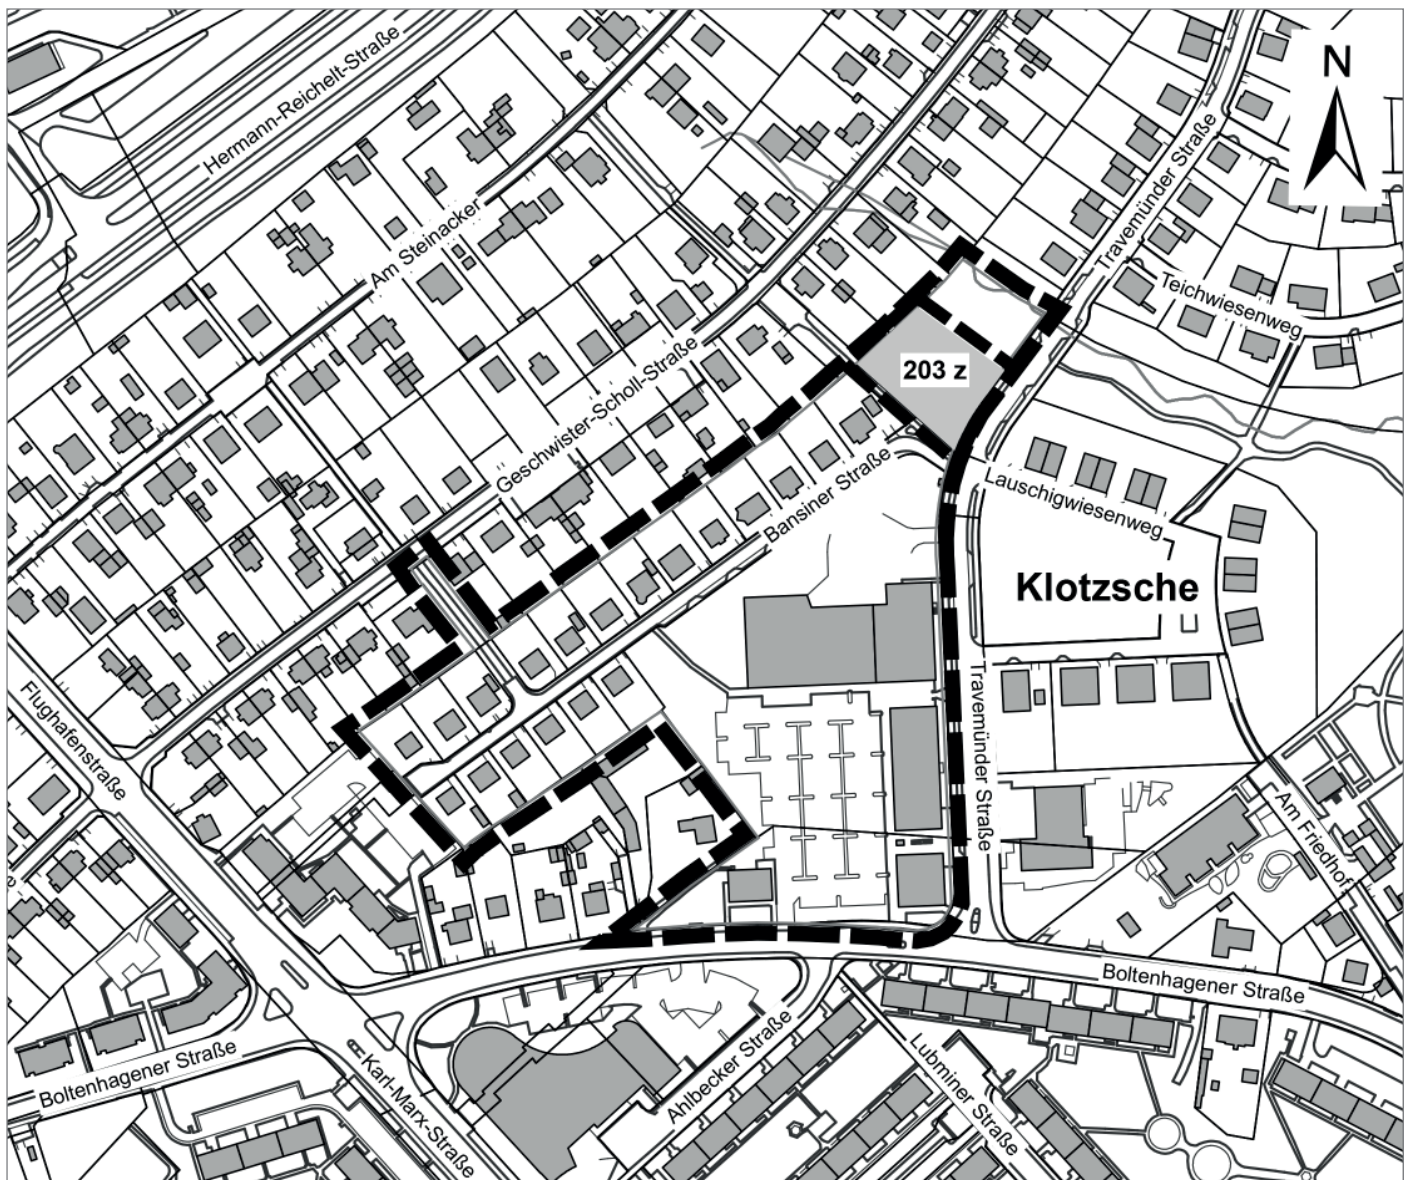 N
Hermann-Reichelt-Straße
Travemünder Straße
Am Steinacker
Teichwiesenweg
Geschwister-Scholl-Straße
203 z
Bansiner Straße
Lauschigwiesenweg
Klotzsche
Flughafenstraße
Travemünder Straße
Am Friedhof
Boltenhagener Straße
Boltenhagener Straße
Ahlbecker Straße
Lubminer Straße
Karl-Marx-Straße